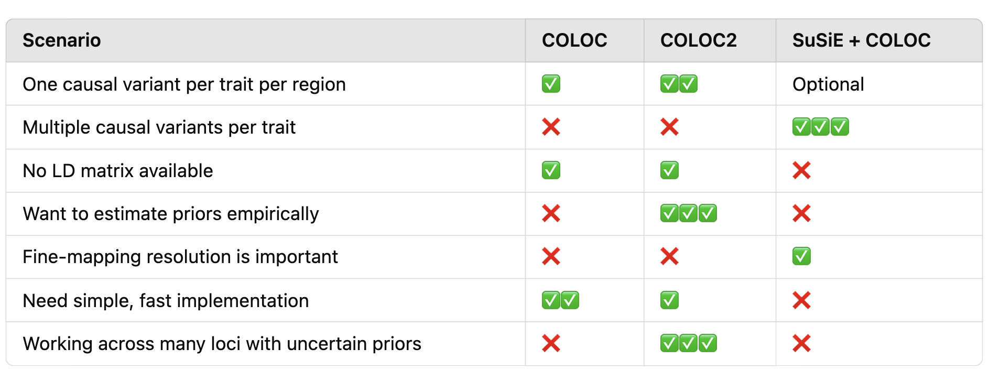 Scenario COLOC COLOC2 SuSiE + COLOC
One causal variant per trait per region ✅ ✅✅ Optional
Multiple causal variants per trait ❌ ❌ ✅✅✅
No LD matrix available ✅ ✅ ❌
Want to estimate priors empirically ❌ ✅✅✅ ❌
Fine-mapping resolution is important ❌ ❌ ✅
Need simple, fast implementation ✅✅ ✅ ❌
Working across many loci with uncertain priors ❌ ✅✅✅ ❌